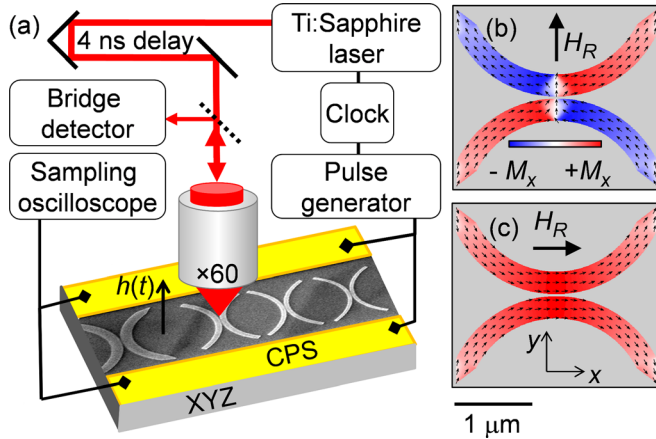 (a)
4 ns delay
Ti:Sapphire
laser
Bridge
detector
Clock
Sampling
oscilloscope
Pulse
generator
×60
h(t)
CPS
XYZ
(b)
H_R
- M_x +M_x
(c)
H_R
y
x
1 μm